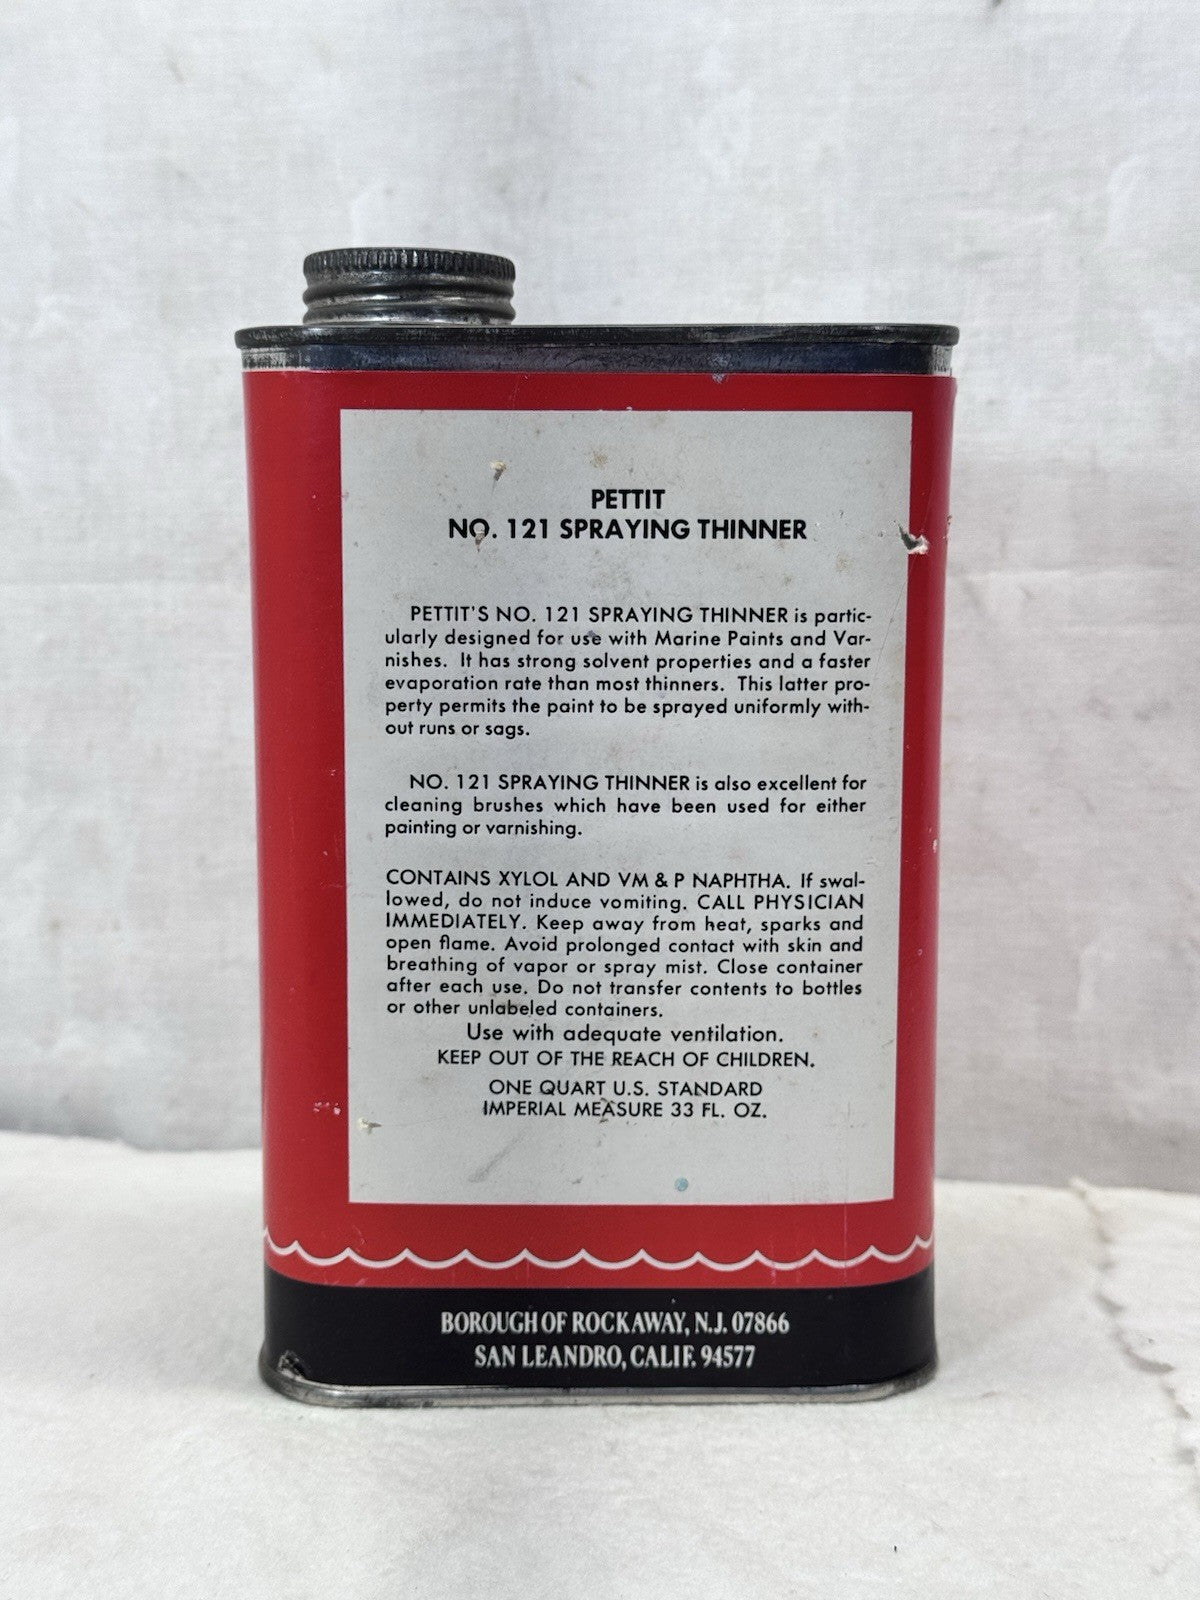 PETTIT
NO. 121 SPRAYING THINNER
PETTIT'S NO. 121 SPRAYING THINNER is partic-
ularly designed for use with Marine Paints and Var-
nishes. It has strong solvent properties and a faster
evaporation rate than most thinners. This latter pro-
perty permits the paint to be sprayed uniformly with-
out runs or sags.
NO. 121 SPRAYING THINNER is also excellent for
cleaning brushes which have been used for either
painting or varnishing.
CONTAINS XYLOL AND VM & P NAPHTHA. If swal-
lowed, do not induce vomiting. CALL PHYSICIAN
IMMEDIATELY. Keep away from heat, sparks and
open flame. Avoid prolonged contact with skin and
breathing of vapor or spray mist. Close container
after each use. Do not transfer contents to bottles
or other unlabeled containers.
Use with adequate ventilation.
KEEP OUT OF THE REACH OF CHILDREN.
ONE QUART U.S. STANDARD
IMPERIAL MEASURE 33 FL. OZ.
BOROUGH OF ROCKAWAY, N.J. 07866
SAN LEANDRO, CALIF. 94577